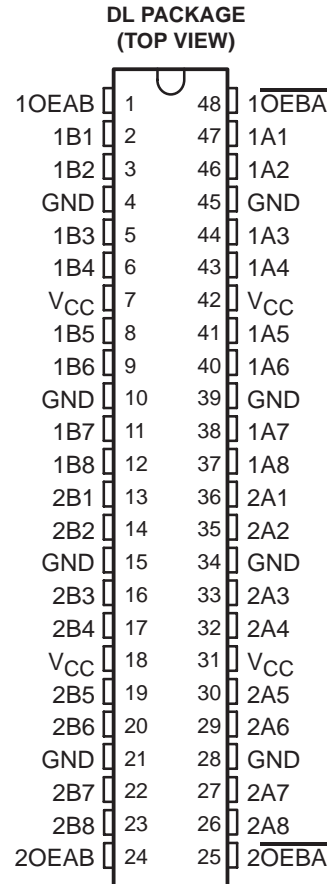 DL PACKAGE
(TOP VIEW)
1OEAB 1 48 1O̅E̅B̅A̅
1B1 2 47 1A1
1B2 3 46 1A2
GND 4 45 GND
1B3 5 44 1A3
1B4 6 43 1A4
VCC 7 42 VCC
1B5 8 41 1A5
1B6 9 40 1A6
GND 10 39 GND
1B7 11 38 1A7
1B8 12 37 1A8
2B1 13 36 2A1
2B2 14 35 2A2
GND 15 34 GND
2B3 16 33 2A3
2B4 17 32 2A4
VCC 18 31 VCC
2B5 19 30 2A5
2B6 20 29 2A6
GND 21 28 GND
2B7 22 27 2A7
2B8 23 26 2A8
2OEAB 24 25 2O̅E̅B̅A̅